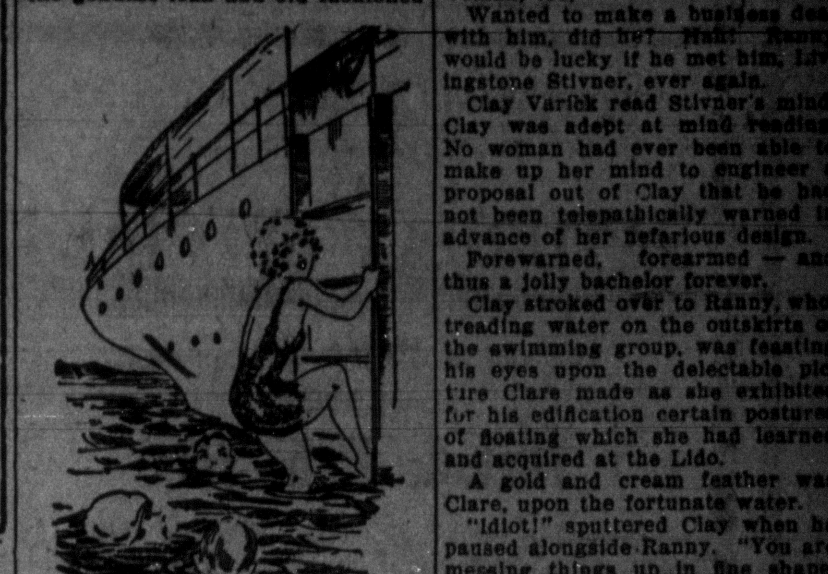 Wanted to make a business
with him, did he? Hah! Ranny
would be lucky if he met him, Liv-
ingstone Stivner, ever again.
Clay Varick read Stivner's mind
Clay was adept at mind reading
No woman had ever been able to
make up her mind to engineer
proposal out of Clay that he had
not been telepathically warned in
advance of her nefarious design.
Forewarned, forearmed — and
thus a jolly bachelor forever.
Clay stroked over to Ranny, who
treading water on the outskirts of
the swimming group, was feasting
his eyes upon the delectable pic
ture Clare made as she exhibited
for his edification certain postures
of floating which she had learned
and acquired at the Lido.
A gold and cream feather was
Clare, upon the fortunate water.
"Idiot!" sputtered Clay when he
paused alongside Ranny. "You are
messing things up in fine shape